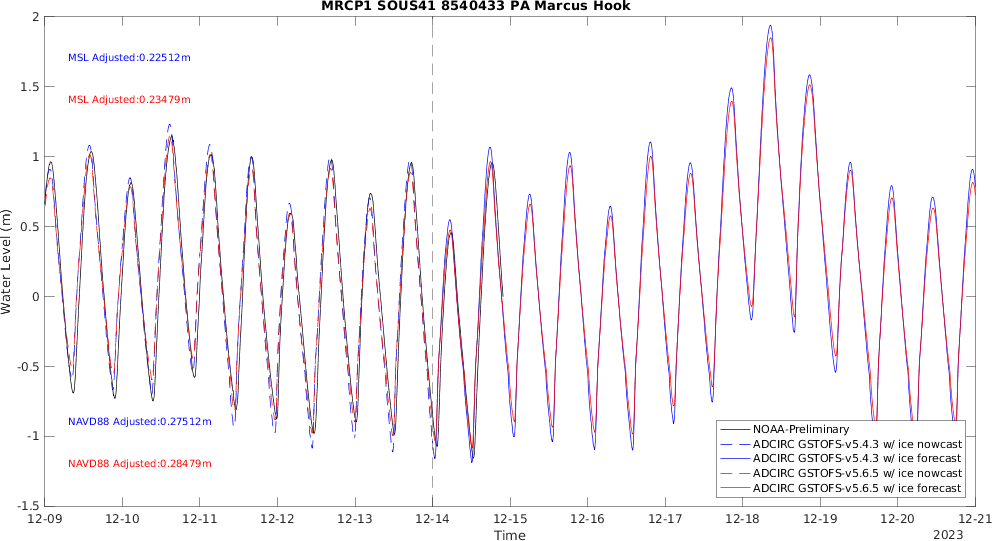 MRCP1 SOUS41 8540433 PA Marcus Hook
Water Level (m)
2
1.5
1
0.5
0
-0.5
-1
-1.5
MSL Adjusted:0.22512m
MSL Adjusted:0.23479m
NAVD88 Adjusted:0.27512m
NAVD88 Adjusted:0.28479m
NOAA-Preliminary
ADCIRC GSTOFS-v5.4.3 w/ ice nowcast
ADCIRC GSTOFS-v5.4.3 w/ ice forecast
ADCIRC GSTOFS-v5.6.5 w/ ice nowcast
ADCIRC GSTOFS-v5.6.5 w/ ice forecast
12-09 12-10 12-11 12-12 12-13 12-14 12-15 12-16 12-17 12-18 12-19 12-20 12-21
Time
2023